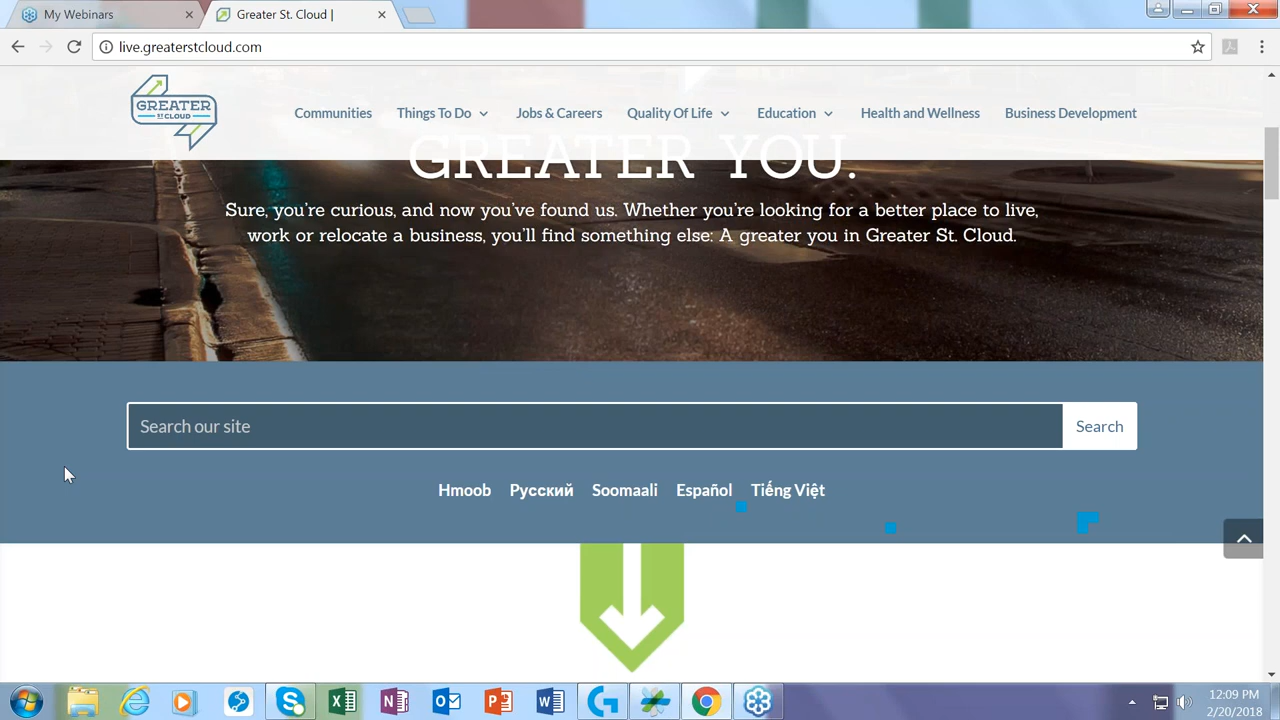 My Webinars
Greater St. Cloud |
live.greaterstcloud.com
GREATER
ST. CLOUD
Communities
Things To Do
Jobs & Careers
Quality Of Life
Education
Health and Wellness
Business Development
GREATER YOU.
Sure, you're curious, and now you've found us. Whether you're looking for a better place to live,
work or relocate a business, you'll find something else: A greater you in Greater St. Cloud.
Search our site
Search
Hmoob Русский Soomaali Español Tiếng Việt
12:09 PM
2/20/2018